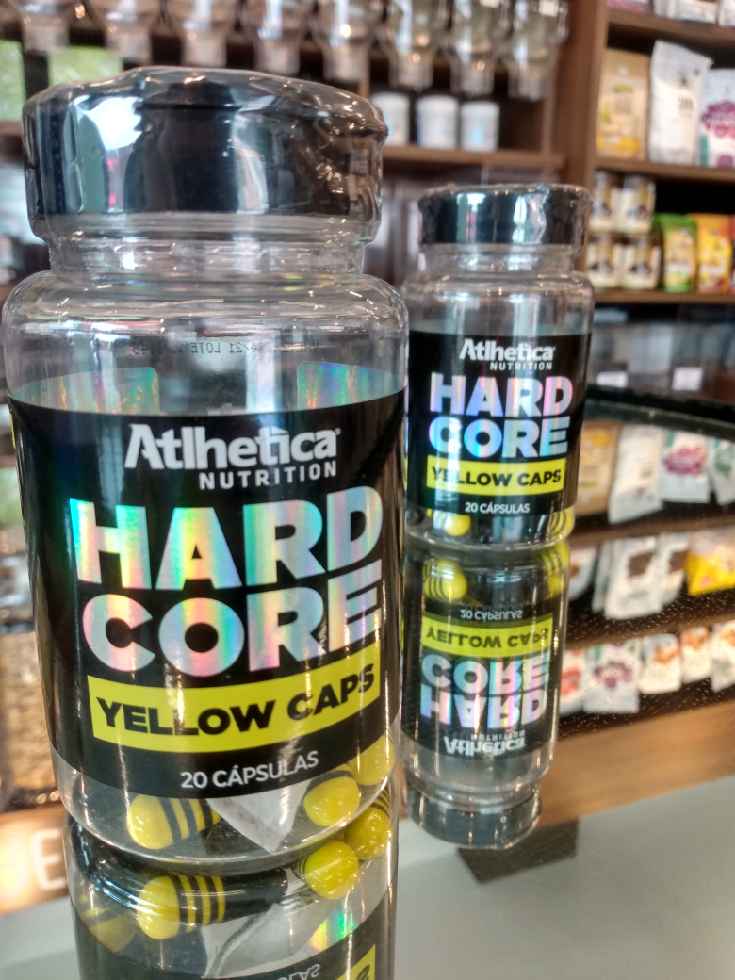 Atlhetica
NUTRITION
HARD
CORE
YELLOW CAPS
20 CÁPSULAS
Atlhetica
NUTRITION
HARD
CORE
YELLOW CAPS
20 CÁPSULAS